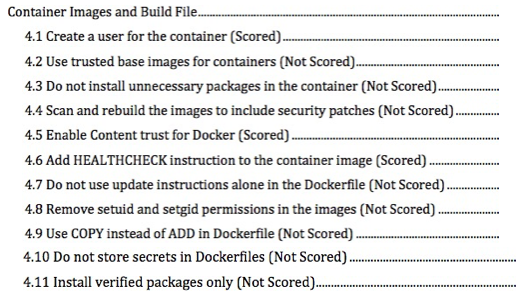 Container Images and Build File
4.1 Create a user for the container (Scored)
4.2 Use trusted base images for containers (Not Scored)
4.3 Do not install unnecessary packages in the container (Not Scored)
4.4 Scan and rebuild the images to include security patches (Not Scored)
4.5 Enable Content trust for Docker (Scored)
4.6 Add HEALTHCHECK instruction to the container image (Scored)
4.7 Do not use update instructions alone in the Dockerfile (Not Scored)
4.8 Remove setuid and setgid permissions in the images (Not Scored)
4.9 Use COPY instead of ADD in Dockerfile (Not Scored)
4.10 Do not store secrets in Dockerfiles (Not Scored)
4.11 Install verified packages only (Not Scored)